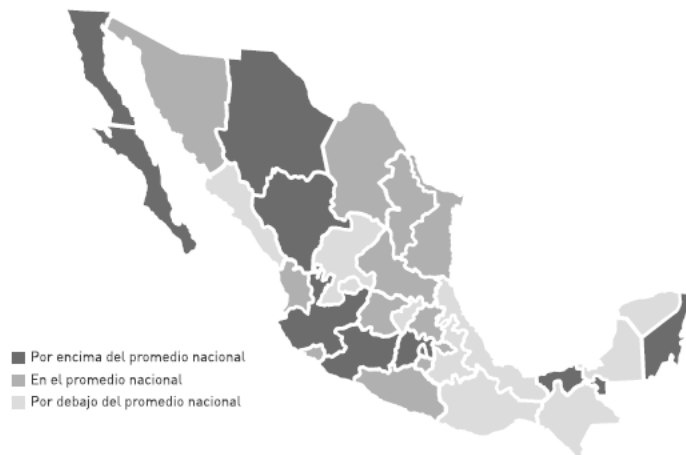 Por encima del promedio nacional
En el promedio nacional
Por debajo del promedio nacional